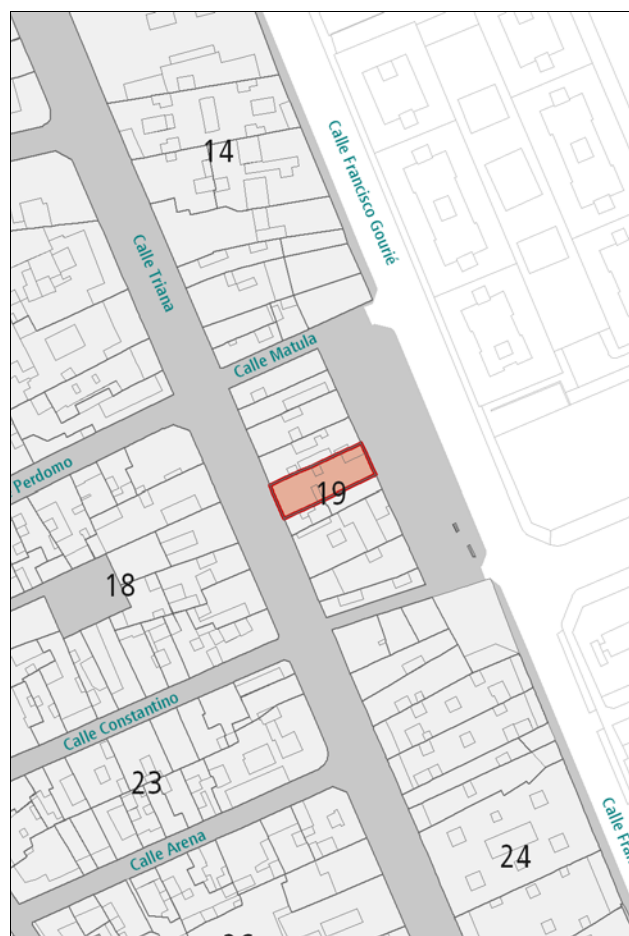 14
Calle Francisco Gourié
Calle Triana
Calle Matula
Perdomo
19
18
Calle Constantino
23
Calle Arena
24